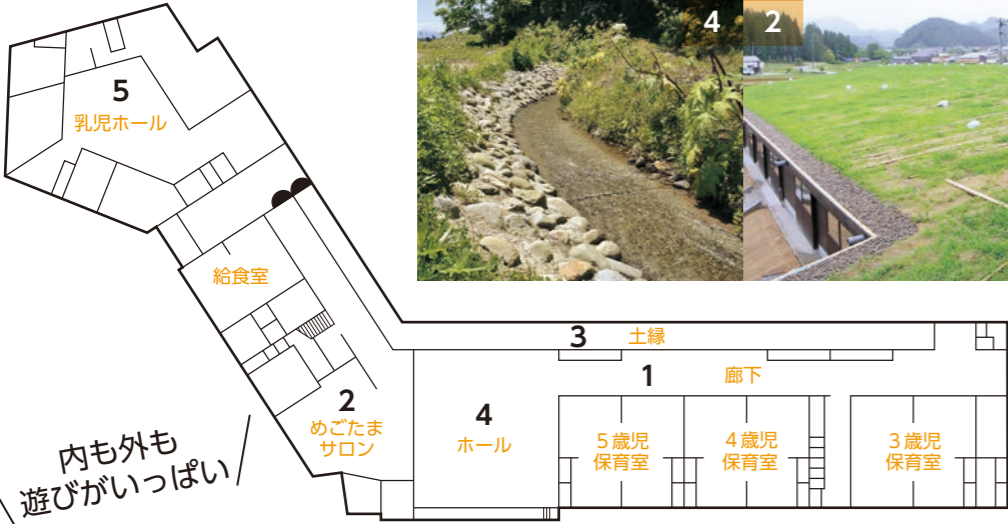 4
2
5
乳児ホール
給食室
3
土縁
1
廊下
2
めごたま
サロン
4
ホール
5歳児
保育室
4歳児
保育室
3歳児
保育室
内も外も
遊びがいっぱい